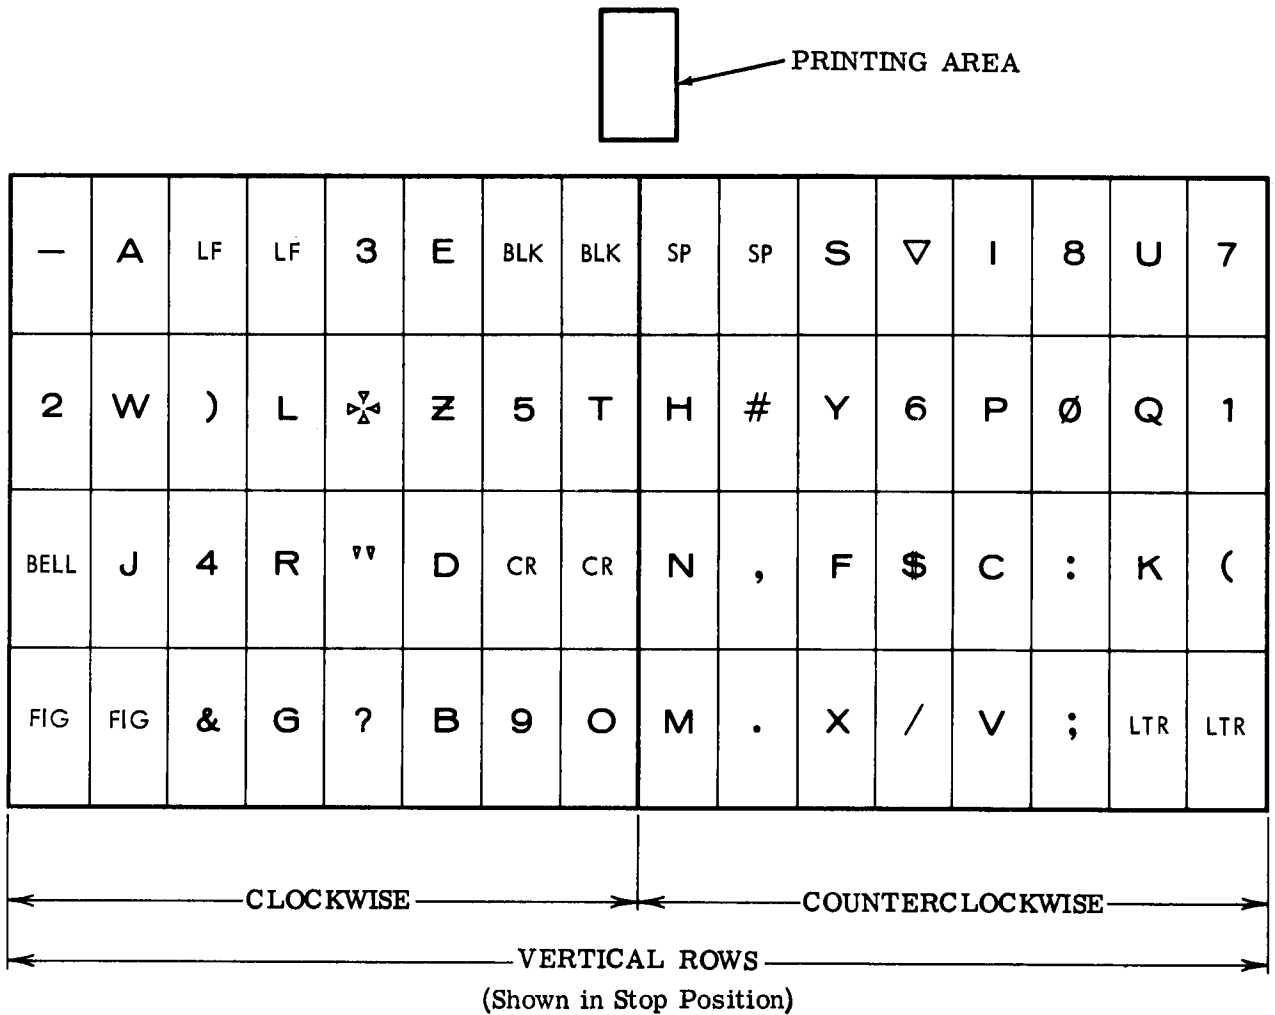 PRINTING AREA
— A LF LF 3 E BLK BLK SP SP S ▽ I 8 U 7
2 W ) L Ƶ 5 T H # Y 6 P Ø Q 1
BELL J 4 R " D CR CR N , F $ C : K (
FIG FIG & G ? B 9 O M . X / V ; LTR LTR
CLOCKWISE COUNTERCLOCKWISE
VERTICAL ROWS
(Shown in Stop Position)